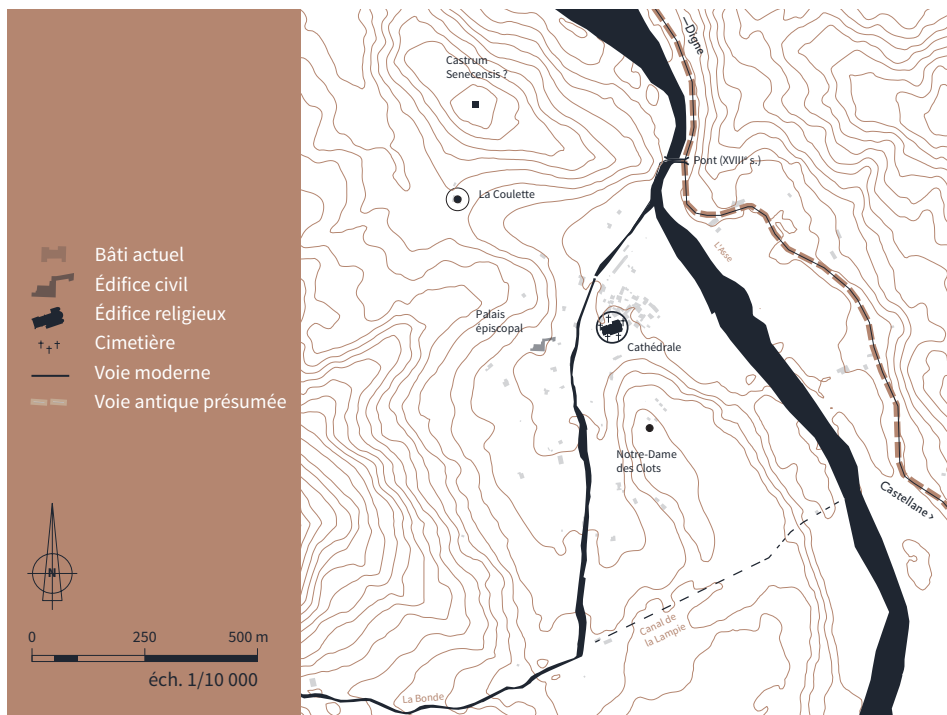 Bâti actuel
Édifice civil
Édifice religieux
Cimetière
Voie moderne
Voie antique présumée
N
0 250 500 m
éch. 1/10 000
—Digne
Castrum
Senecensis ?
Pont (XVIIIᵉ s.)
La Coulette
L'Asse
Palais
épiscopal
Cathédrale
Notre-Dame
des Clots
Castellane >
Canal de
la Lampie
La Bonde